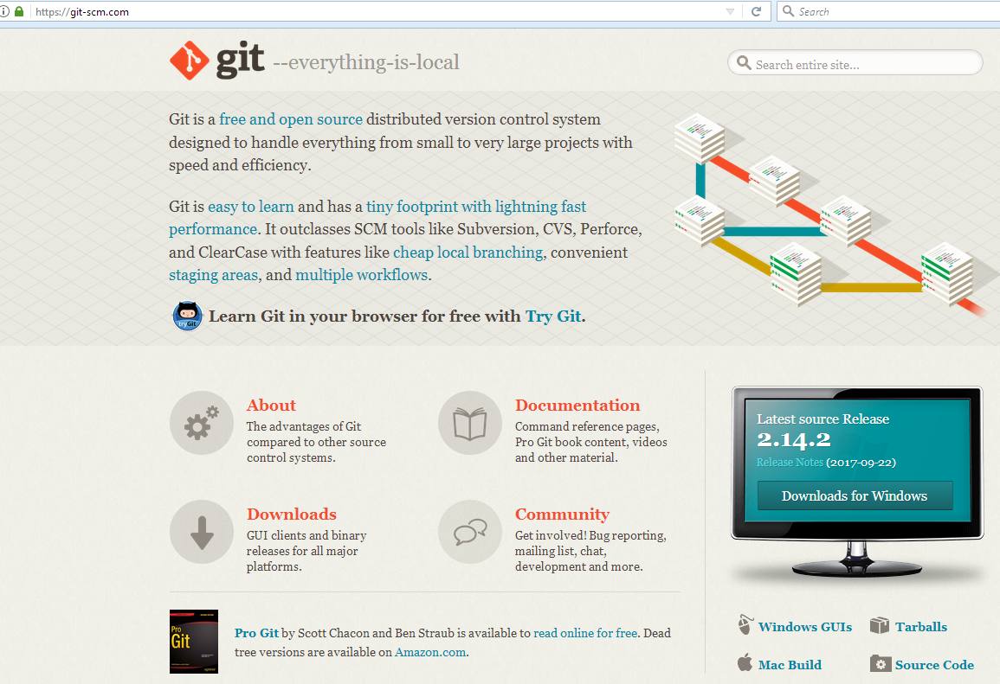 https://git-scm.com
Search
git --everything-is-local
Search entire site...
Git is a free and open source distributed version control system
designed to handle everything from small to very large projects with
speed and efficiency.
Git is easy to learn and has a tiny footprint with lightning fast
performance. It outclasses SCM tools like Subversion, CVS, Perforce,
and ClearCase with features like cheap local branching, convenient
staging areas, and multiple workflows.
tryGit
Learn Git in your browser for free with Try Git.
About
The advantages of Git
compared to other source
control systems.
Documentation
Command reference pages,
Pro Git book content, videos
and other material.
Downloads
GUI clients and binary
releases for all major
platforms.
Community
Get involved! Bug reporting,
mailing list, chat,
development and more.
Pro
Git
Pro Git by Scott Chacon and Ben Straub is available to read online for free. Dead
tree versions are available on Amazon.com.
Latest source Release
2.14.2
Release Notes (2017-09-22)
Downloads for Windows
Windows GUIs
Tarballs
Mac Build
Source Code